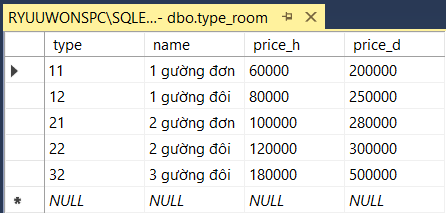 RYUUWONSPC\SQLE...- dbo.type_room
type name price_h price_d
11 1 gường đơn 60000 200000
12 1 gường đôi 80000 250000
21 2 gường đơn 100000 280000
22 2 gường đôi 120000 300000
32 3 gường đôi 180000 500000
NULL NULL NULL NULL